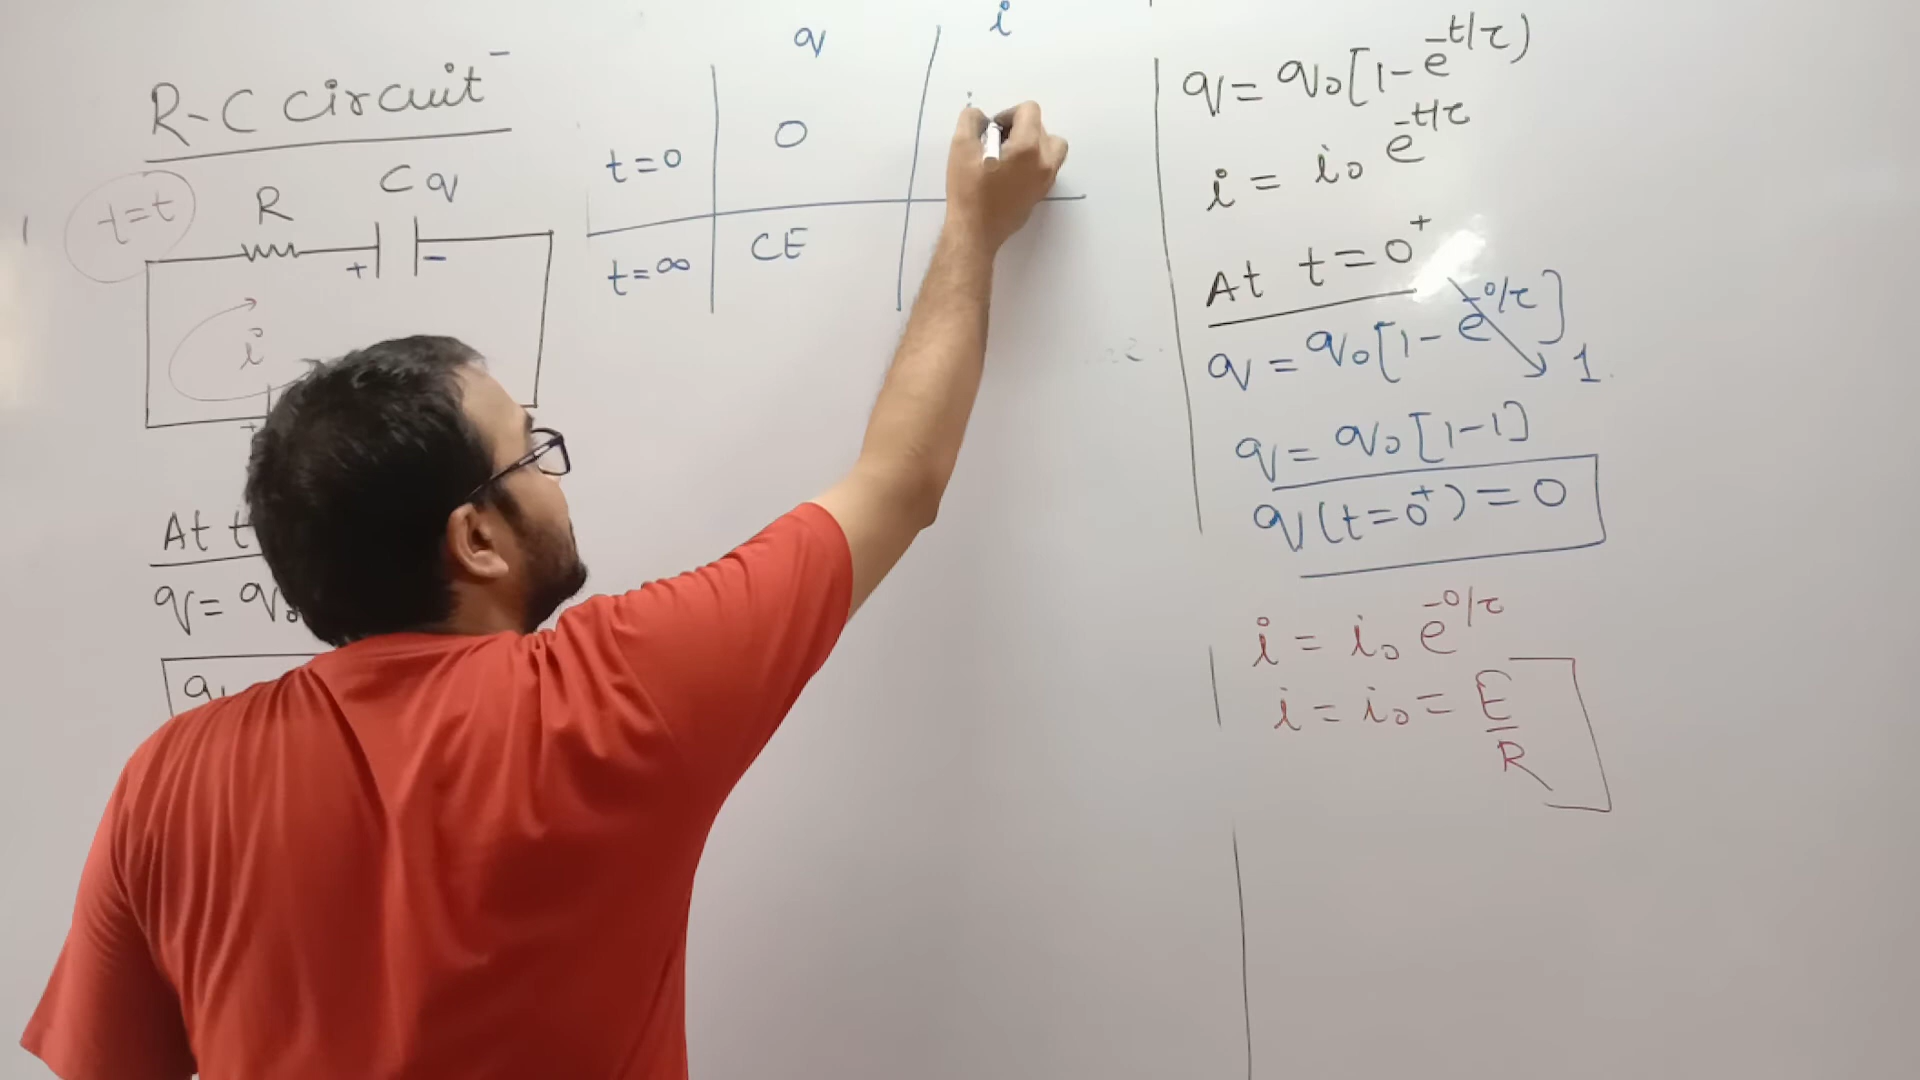 R-C circuit
t=t
R
C q
+ -
i
+
At t
q = q₀
q
q i
t=0 0
t=∞ CE
q = q₀[1-e^-t/τ)
i = i₀ e^-t/τ
At t=0⁺
q = q₀[1-e^-0/τ]
1
q = q₀[1-1]
q(t=0⁺)=0
i = i₀ e^-0/τ
i = i₀ = E/R